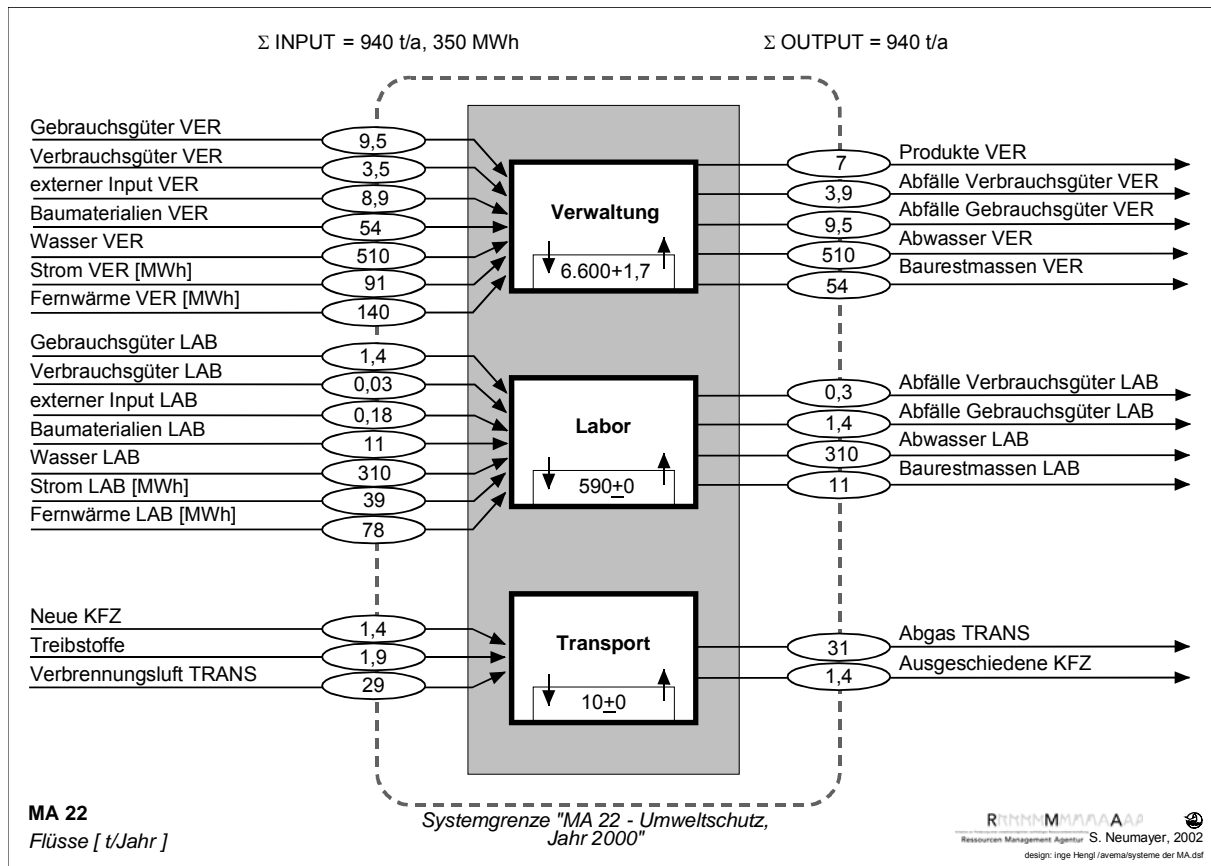 Σ INPUT = 940 t/a, 350 MWh
Σ OUTPUT = 940 t/a
Gebrauchsgüter VER
9,5
Verbrauchsgüter VER
3,5
externer Input VER
8,9
Baumaterialien VER
54
Wasser VER
510
Strom VER [MWh]
91
Fernwärme VER [MWh]
140
Verwaltung
6.600+1,7
7
Produkte VER
3,9
Abfälle Verbrauchsgüter VER
9,5
Abfälle Gebrauchsgüter VER
510
Abwasser VER
54
Baurestmassen VER
Gebrauchsgüter LAB
1,4
Verbrauchsgüter LAB
0,03
externer Input LAB
0,18
Baumaterialien LAB
11
Wasser LAB
310
Strom LAB [MWh]
39
Fernwärme LAB [MWh]
78
Labor
590±0
0,3
Abfälle Verbrauchsgüter LAB
1,4
Abfälle Gebrauchsgüter LAB
310
Abwasser LAB
11
Baurestmassen LAB
Neue KFZ
1,4
Treibstoffe
1,9
Verbrennungsluft TRANS
29
Transport
10±0
31
Abgas TRANS
1,4
Ausgeschiedene KFZ
MA 22
Flüsse [ t/Jahr ]
Systemgrenze "MA 22 - Umweltschutz,
Jahr 2000"
Ressourcen Management Agentur
S. Neumayer, 2002
design: inge Hengl /avema/systeme der MA.dsf